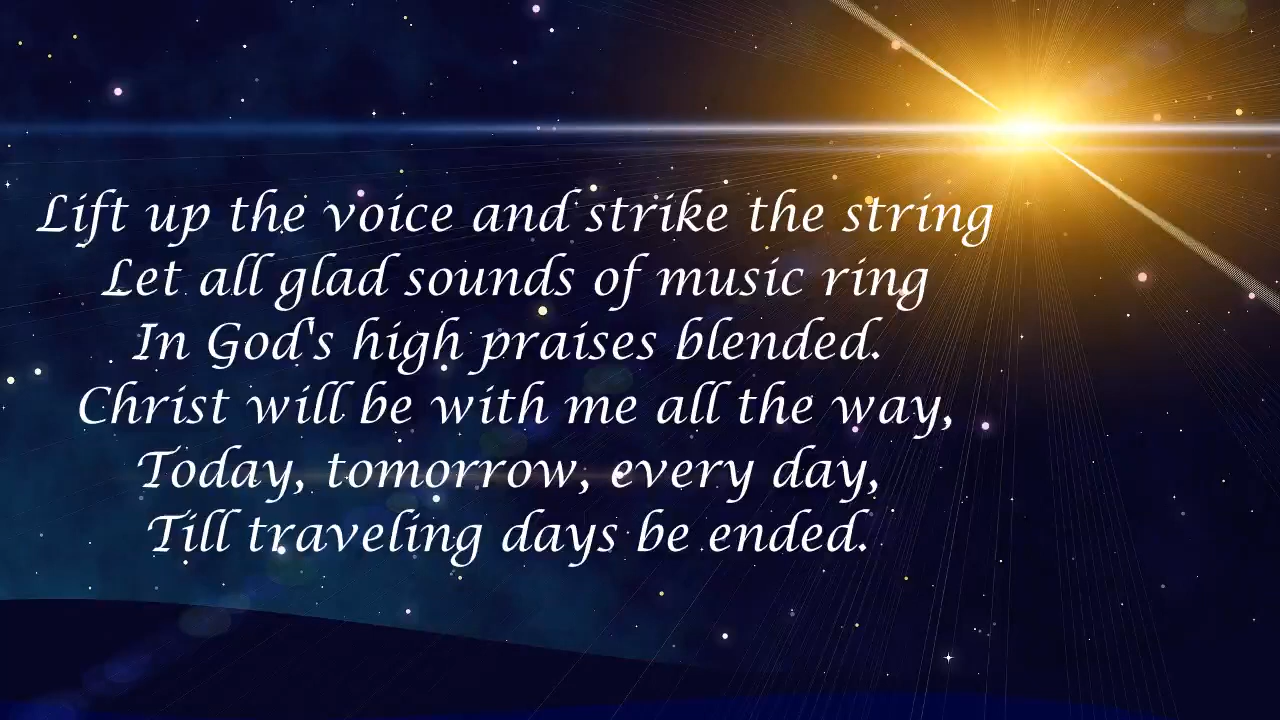 Lift up the voice and strike the string
Let all glad sounds of music ring
In God's high praises blended.
Christ will be with me all the way,
Today, tomorrow, every day,
Till traveling days be ended.